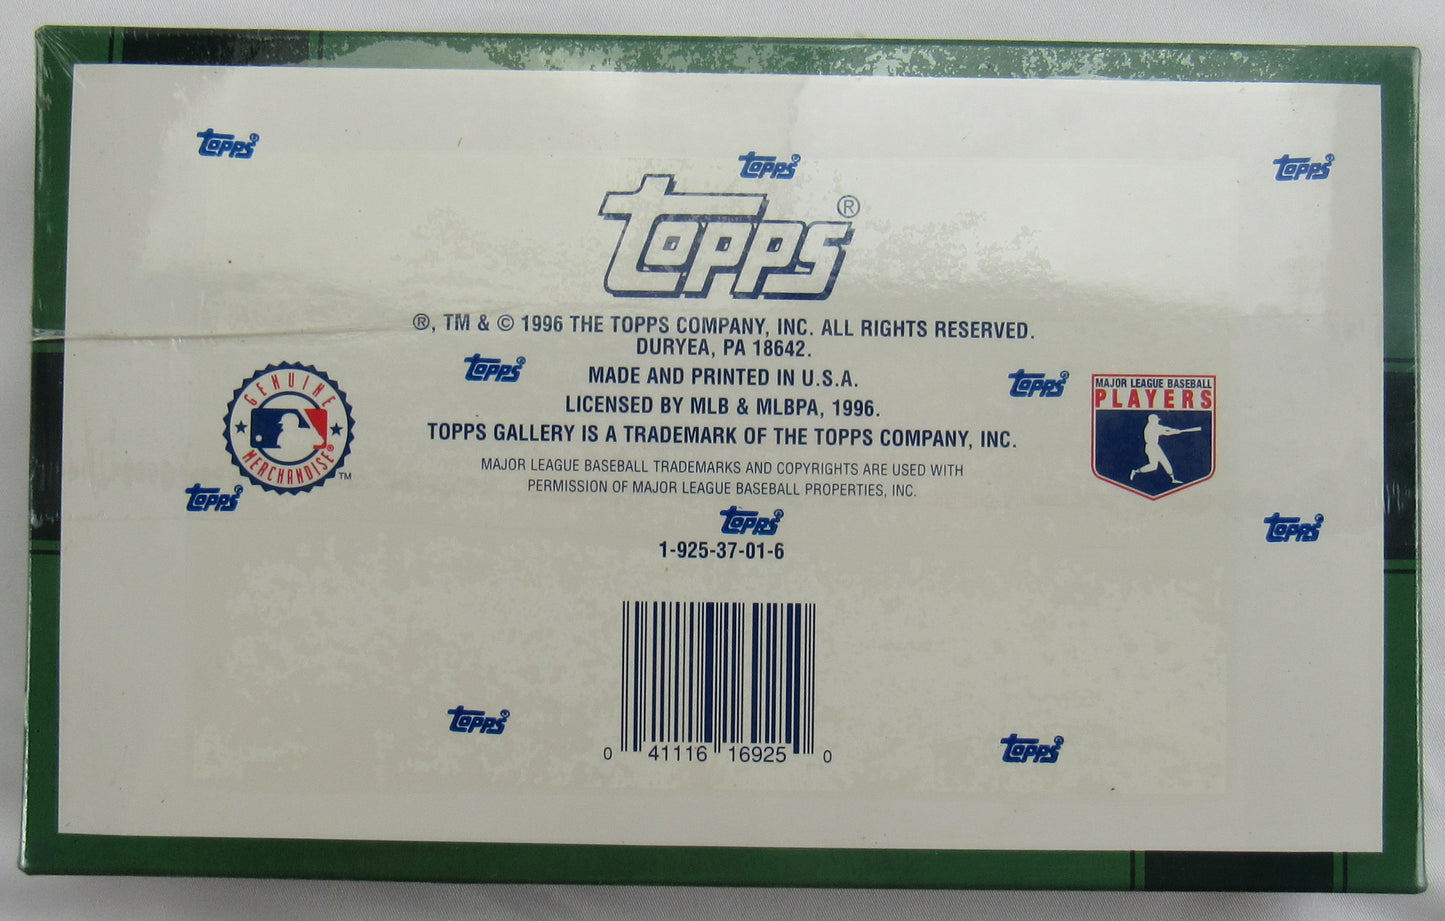 Topps® Topps® Topps®
Topps®
®, TM & © 1996 THE TOPPS COMPANY, INC. ALL RIGHTS RESERVED.
DURYEA, PA 18642.
Topps® Topps®
MADE AND PRINTED IN U.S.A.
LICENSED BY MLB & MLBPA, 1996.
TOPPS GALLERY IS A TRADEMARK OF THE TOPPS COMPANY, INC.
MAJOR LEAGUE BASEBALL TRADEMARKS AND COPYRIGHTS ARE USED WITH
PERMISSION OF MAJOR LEAGUE BASEBALL PROPERTIES, INC.
GENUINE
MERCHANDISE® TM
MAJOR LEAGUE BASEBALL
PLAYERS
Topps® Topps® Topps®
1-925-37-01-6
Topps® Topps®
0 41116 16925 0